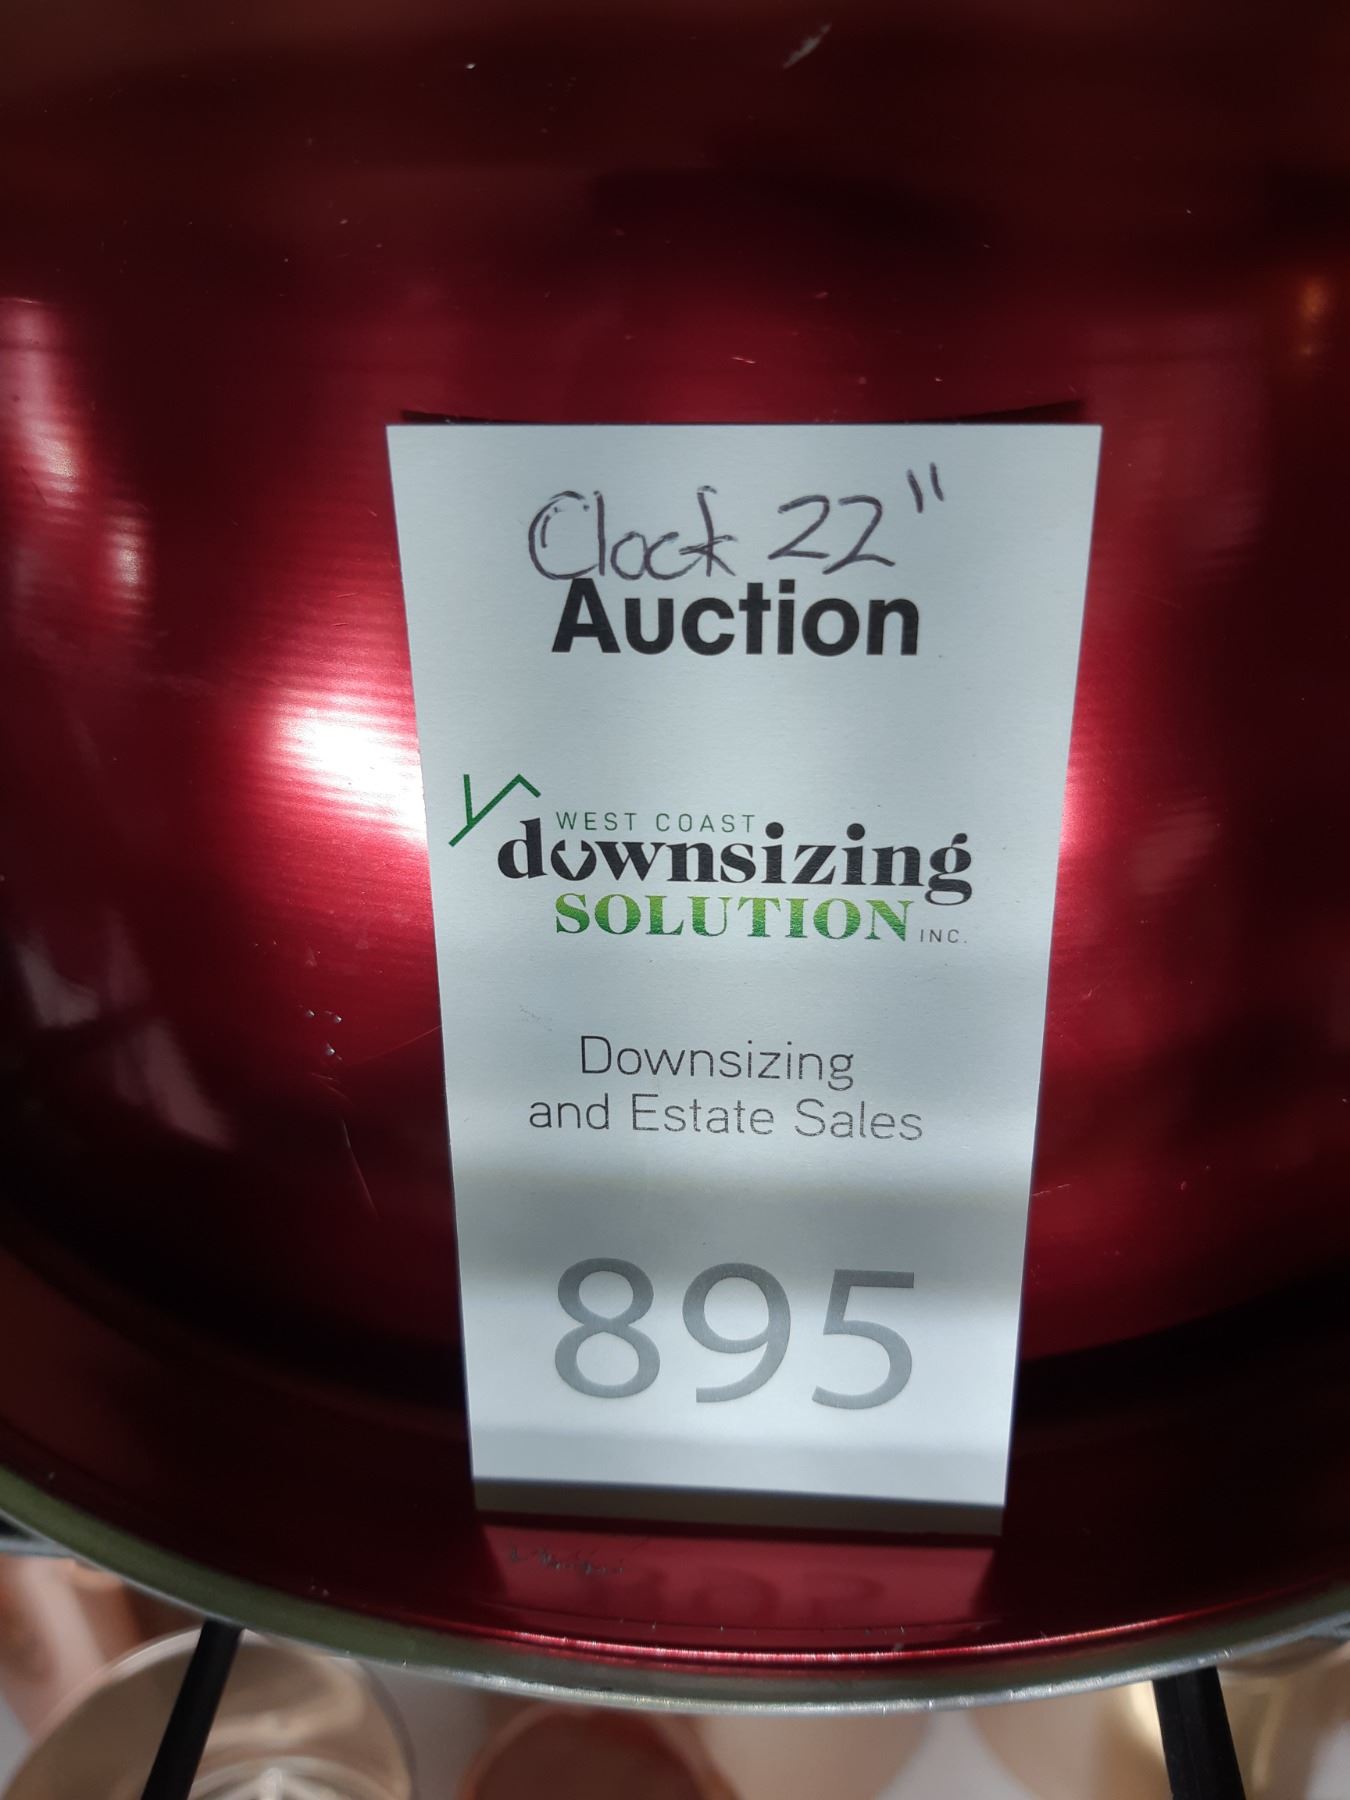 Clock 22"
Auction
WEST COAST
downsizing
SOLUTION INC.
Downsizing
and Estate Sales
895